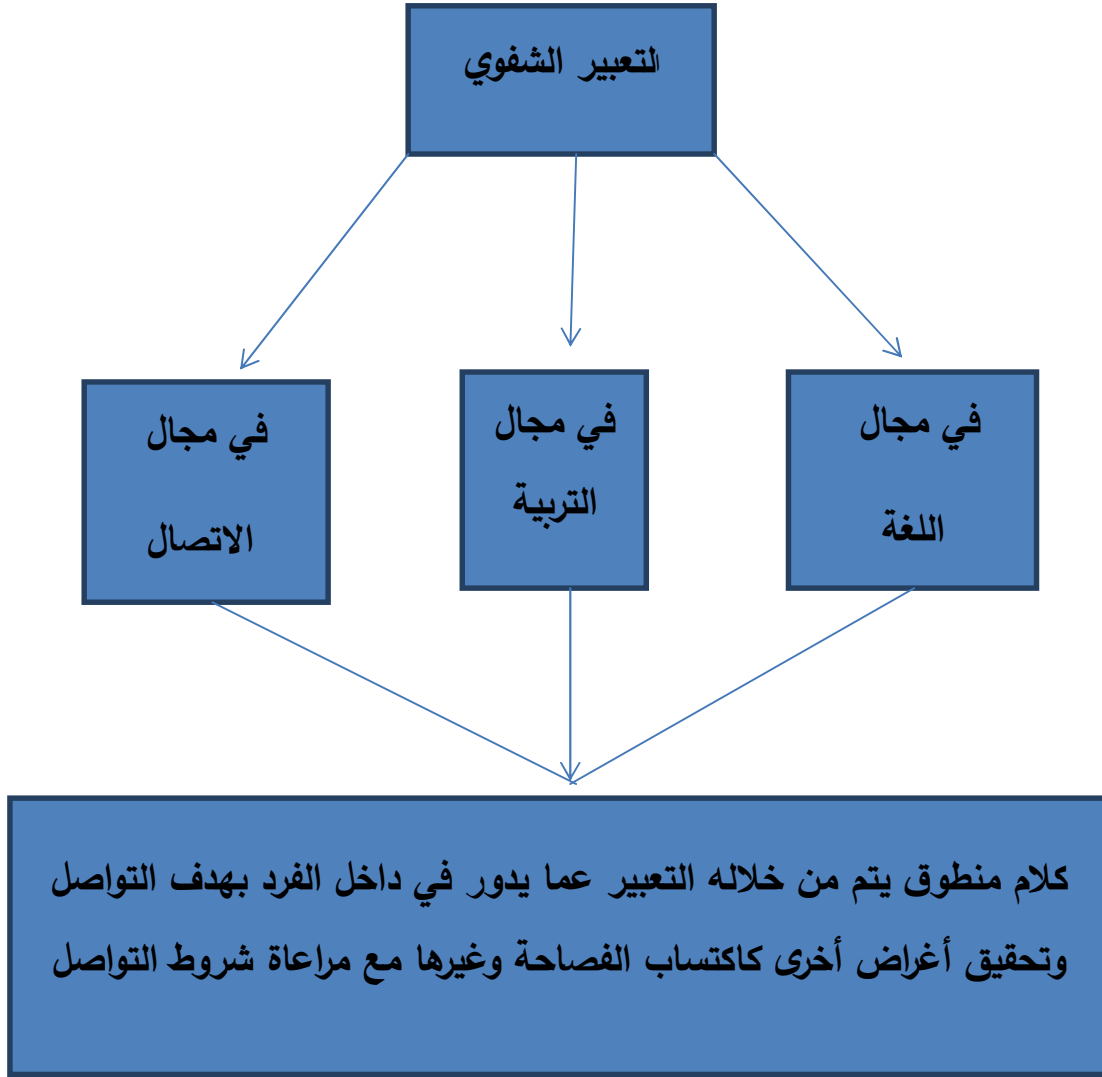 التعبير الشفوي
في مجال
اللغة
في مجال
التربية
في مجال
الاتصال
كلام منطوق يتم من خلاله التعبير عما يدور في داخل الفرد بهدف التواصل
وتحقيق أغراض أخرى كاكتساب الفصاحة وغيرها مع مراعاة شروط التواصل